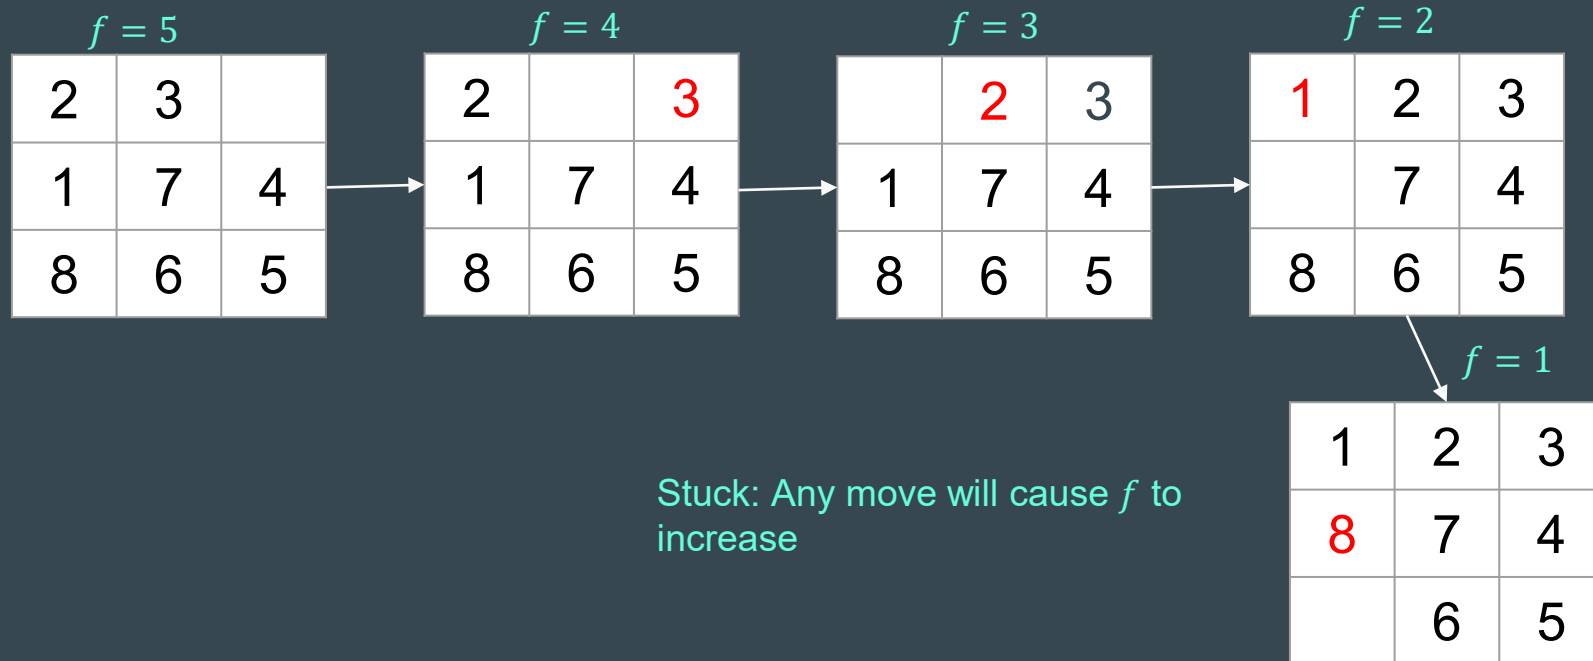 f = 5
f = 4
f = 3
f = 2
2 3
1 7 4
8 6 5
2 3
1 7 4
8 6 5
2 3
1 7 4
8 6 5
1 2 3
7 4
8 6 5
f = 1
1 2 3
8 7 4
6 5
Stuck: Any move will cause f to
increase